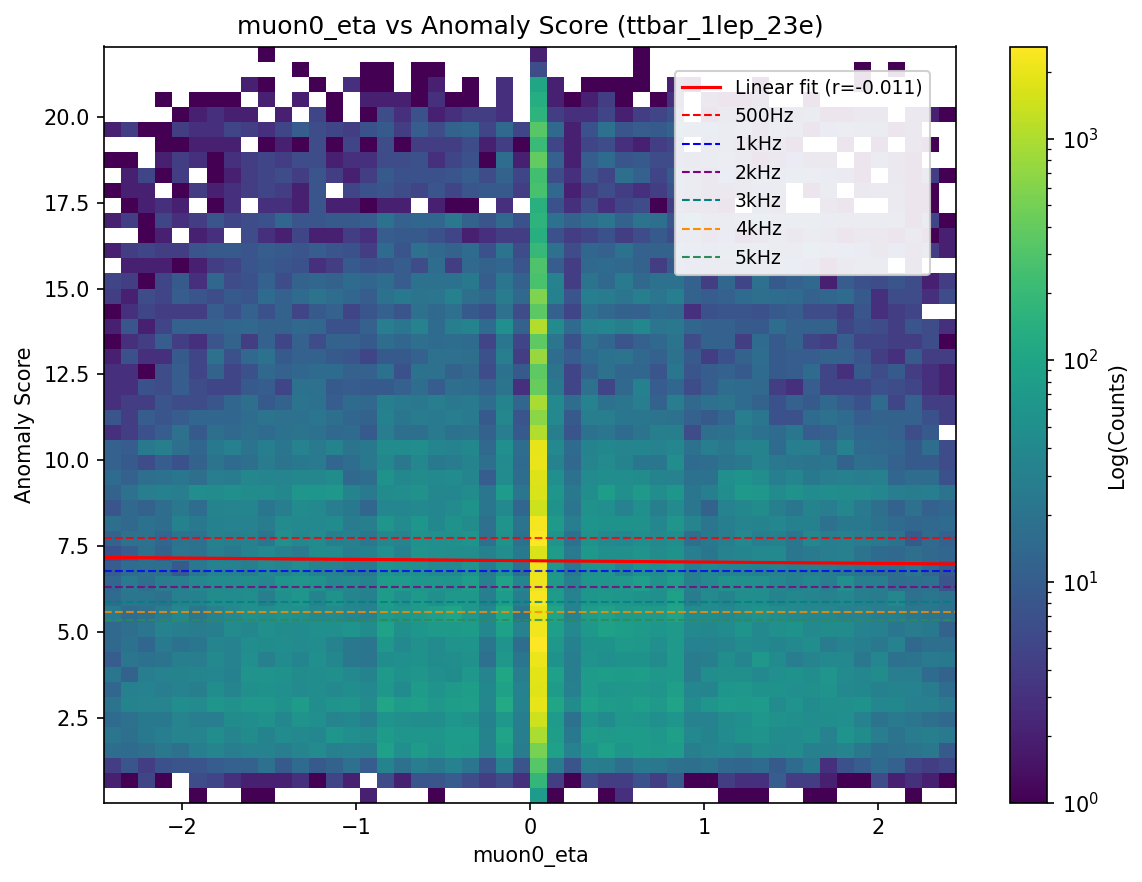 muon0_eta vs Anomaly Score (ttbar_1lep_23e)
Linear fit (r=-0.011)
500Hz
1kHz
2kHz
3kHz
4kHz
5kHz
20.0
17.5
15.0
12.5
10.0
7.5
5.0
2.5
Anomaly Score
−2
−1
0
1
2
muon0_eta
10³
10²
10¹
10⁰
Log(Counts)